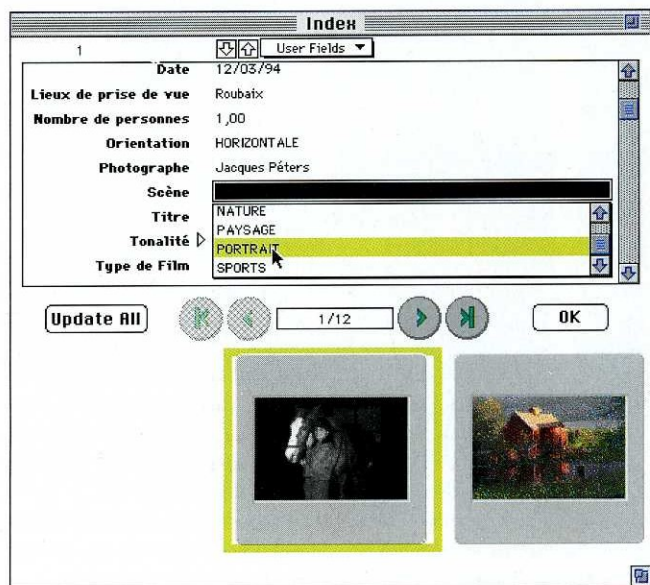 Index
1 User Fields
Date 12/03/94
Lieux de prise de vue Roubaix
Nombre de personnes 1,00
Orientation HORIZONTALE
Photographe Jacques Péters
Scène
Titre NATURE
Tonalité PAYSAGE
PORTRAIT
Type de Film SPORTS
Update All 1/12 OK